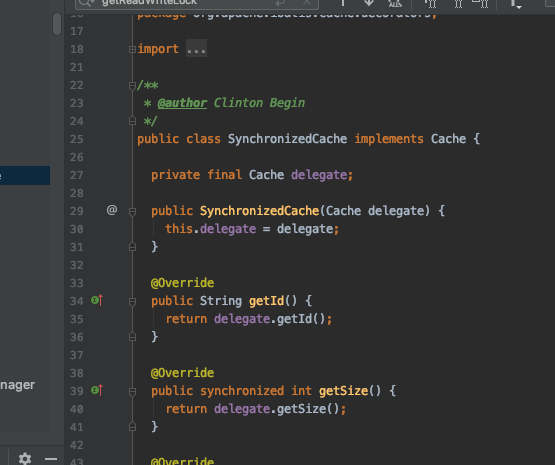 getReadWriteLock
16 package org.apache.ibatis.cache.decorators;
17
18 import ...
21
22 /**
23 * @author Clinton Begin
24 */
25 public class SynchronizedCache implements Cache {
26
27 private final Cache delegate;
28
29 @ public SynchronizedCache(Cache delegate) {
30 this.delegate = delegate;
31 }
32
33 @Override
34 public String getId() {
35 return delegate.getId();
36 }
37
38 @Override
39 public synchronized int getSize() {
40 return delegate.getSize();
41 }
42
43 @Override
nager